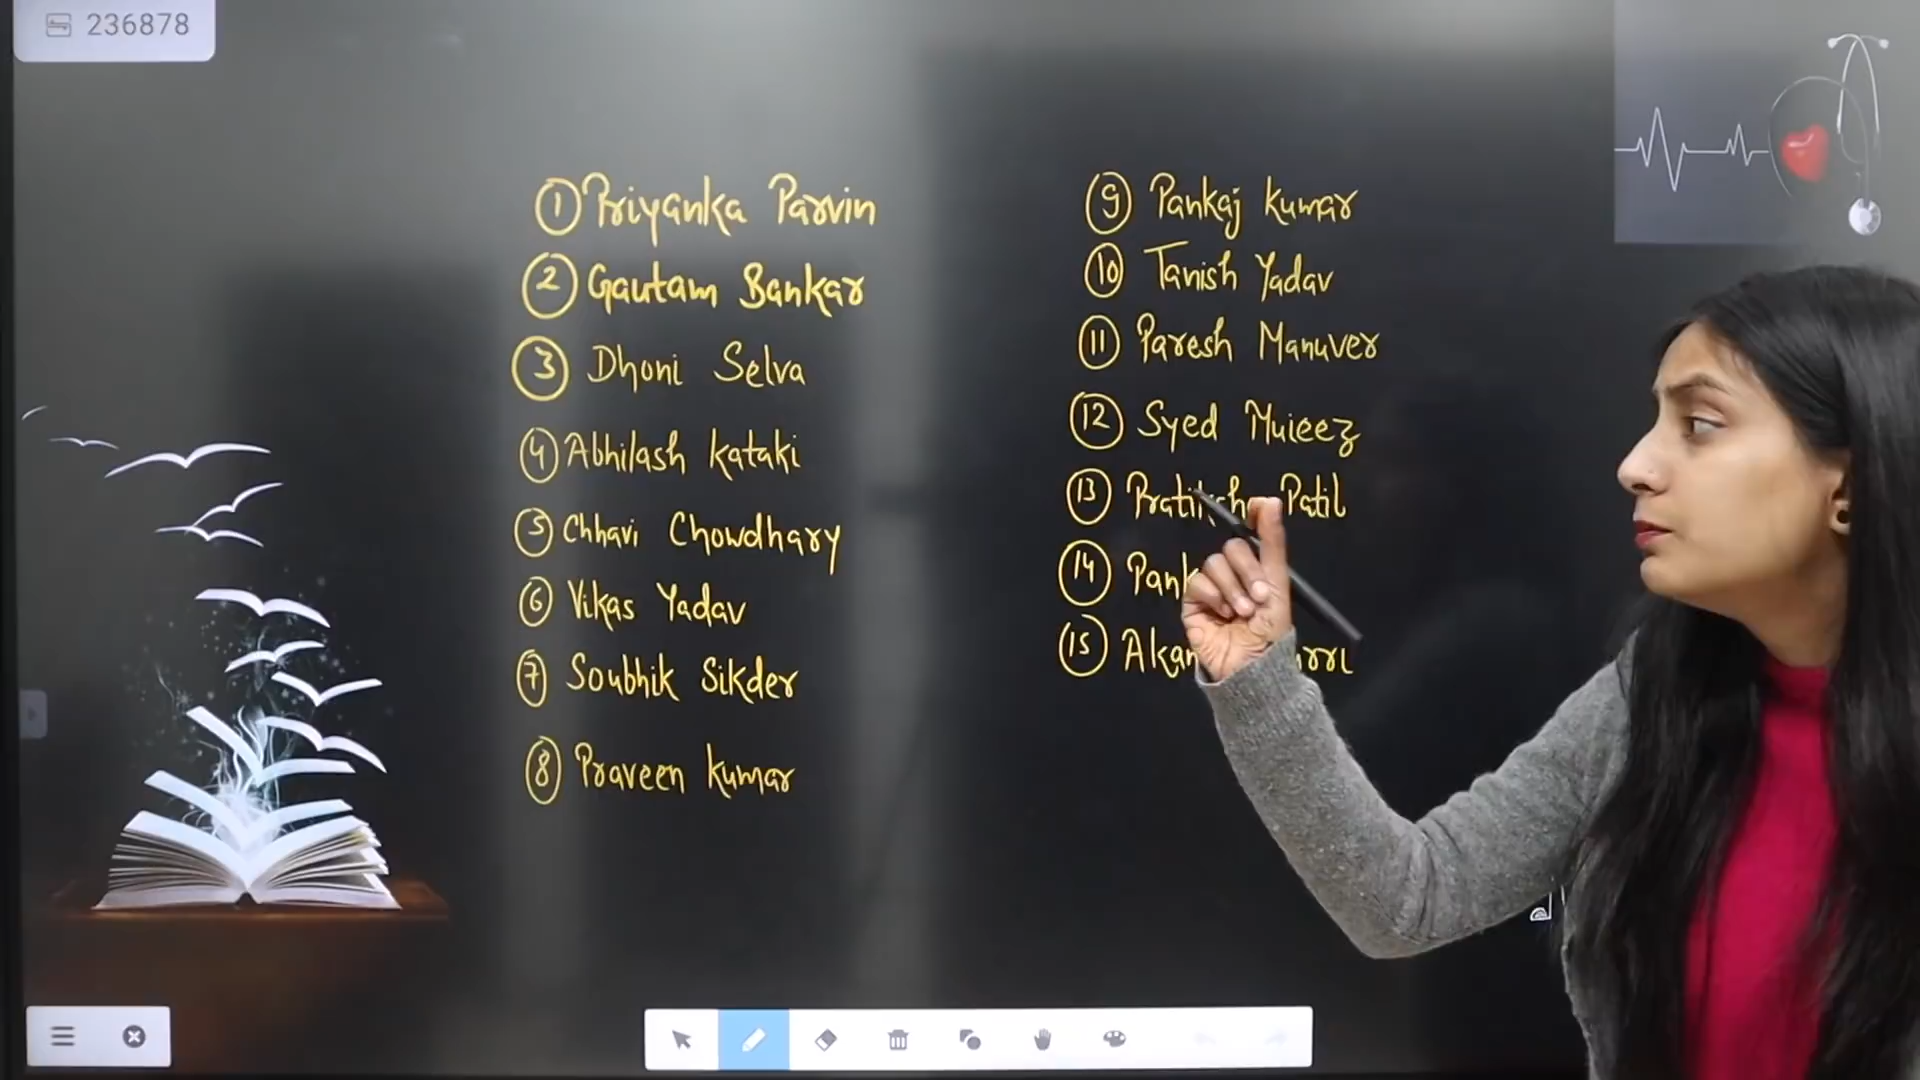 236878
① Priyanka Parvin
② Gautam Bankar
③ Dhoni Selva
④ Abhilash Kataki
⑤ Chhavi Chowdhary
⑥ Vikas Yadav
⑦ Soubhik Sikder
⑧ Praveen Kumar
⑨ Pankaj Kumar
⑩ Tanish Yadav
⑪ Paresh Manuver
⑫ Syed Muieez
⑬ Patil
⑭
⑮